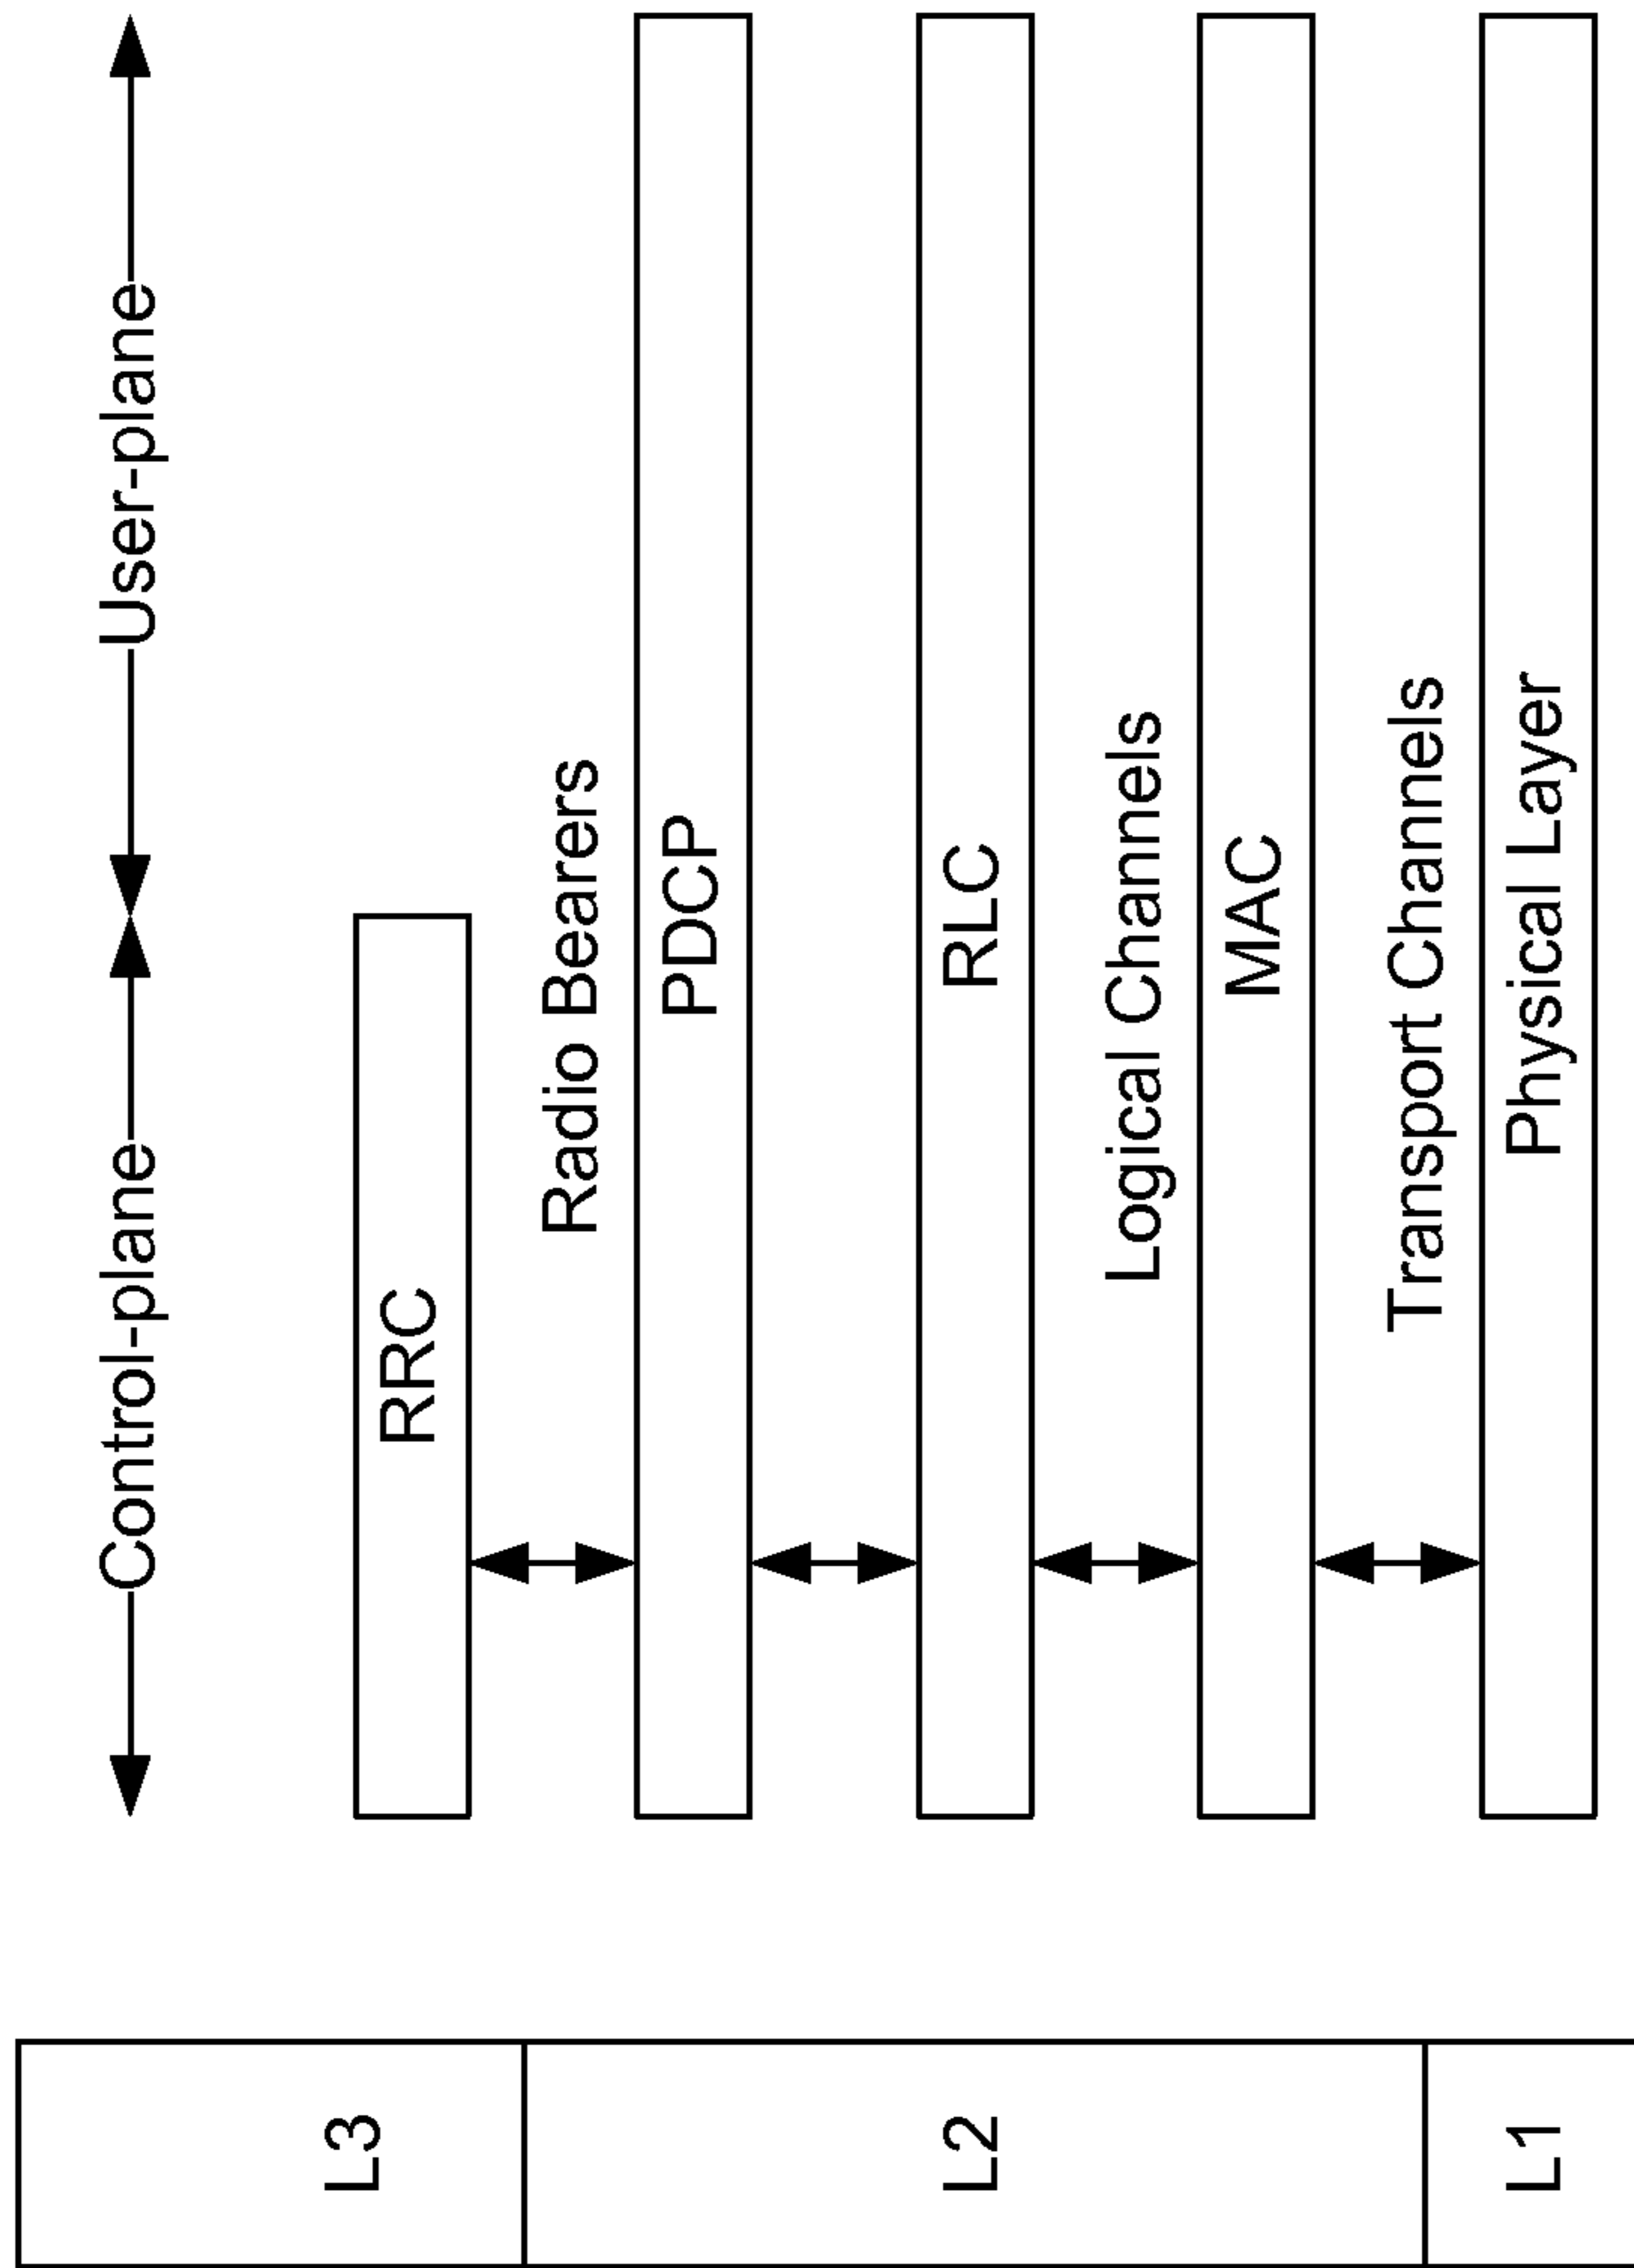 Control-plane
User-plane
L3
RRC
Radio Bearers
L2
PDCP
RLC
Logical Channels
MAC
Transport Channels
L1
Physical Layer